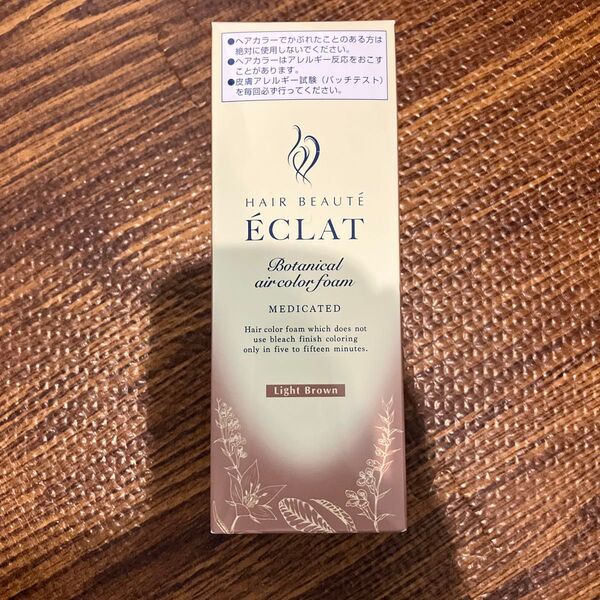 ●ヘアカラーでかぶれたことのある方は
絶対に使用しないでください。
●ヘアカラーはアレルギー反応をおこす
ことがあります。
●皮膚アレルギー試験（パッチテスト）
を毎回必ず行ってください。
HAIR BEAUTÉ
ÉCLAT
Botanical
air color foam
MEDICATED
Hair color foam which does not
use bleach finish coloring
only in five to fifteen minutes.
Light Brown